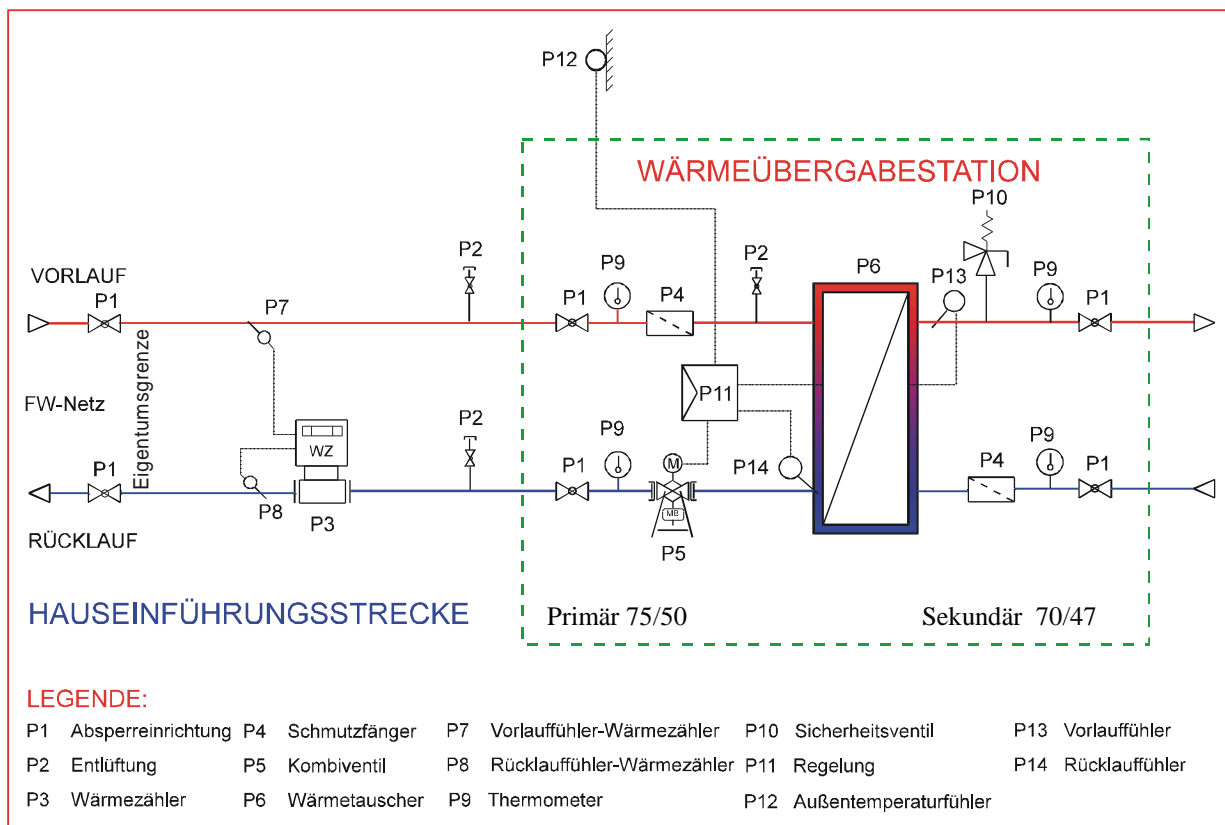 P12
WÄRMEÜBERGABESTATION
P10
P2
P9
P2
P6
P13
P9
VORLAUF
P1
P7
P1
P4
P1
Eigentumsgrenze
FW-Netz
P11
WZ
P2
P9
M
P14
P9
P1
P1
P4
P1
P8
P3
MB
P5
RÜCKLAUF
HAUSEINFÜHRUNGSSTRECKE
Primär 75/50
Sekundär 70/47
LEGENDE:
P1 Absperreinrichtung P4 Schmutzfänger P7 Vorlauffühler-Wärmezähler P10 Sicherheitsventil P13 Vorlauffühler
P2 Entlüftung P5 Kombiventil P8 Rücklauffühler-Wärmezähler P11 Regelung P14 Rücklauffühler
P3 Wärmezähler P6 Wärmetauscher P9 Thermometer P12 Außentemperaturfühler